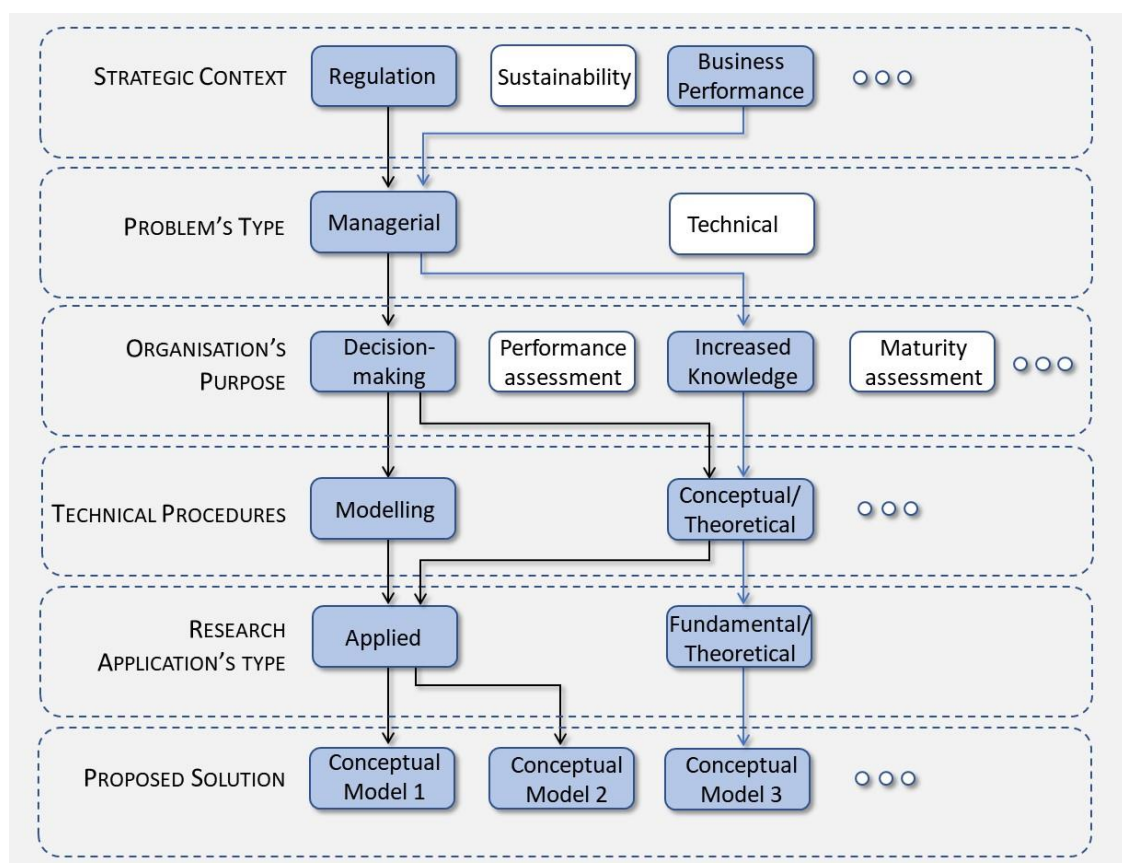 STRATEGIC CONTEXT
Regulation
Sustainability
Business
Performance
PROBLEM'S TYPE
Managerial
Technical
ORGANISATION'S
PURPOSE
Decision-
making
Performance
assessment
Increased
Knowledge
Maturity
assessment
TECHNICAL PROCEDURES
Modelling
Conceptual/
Theoretical
RESEARCH
APPLICATION'S TYPE
Applied
Fundamental/
Theoretical
PROPOSED SOLUTION
Conceptual
Model 1
Conceptual
Model 2
Conceptual
Model 3